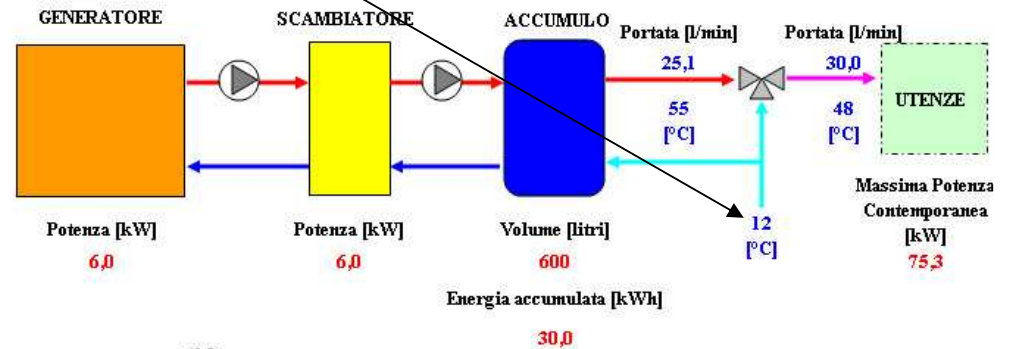 GENERATORE
SCAMBIATORE
ACCUMULO
Portata [l/min]
Portata [l/min]
25,1
30,0
55
[°C]
48
[°C]
UTENZE
12
[°C]
Potenza [kW]
6,0
Potenza [kW]
6,0
Volume [litri]
600
Massima Potenza
Contemporanea
[kW]
75,3
Energia accumulata [kWh]
30,0